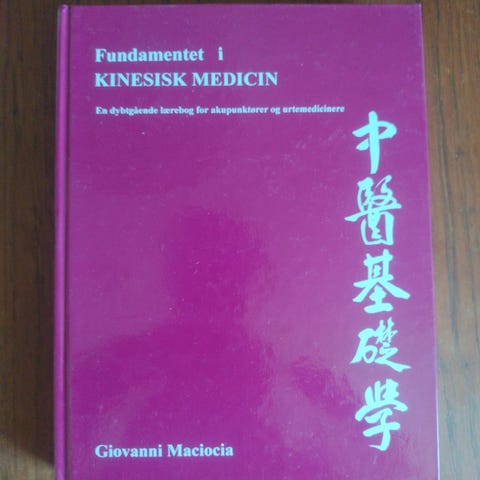 Fundamentet i
KINESISK MEDICIN
En dybtgående lærebog for akupunktører og urtemedicinere
中醫基礎學
Giovanni Maciocia